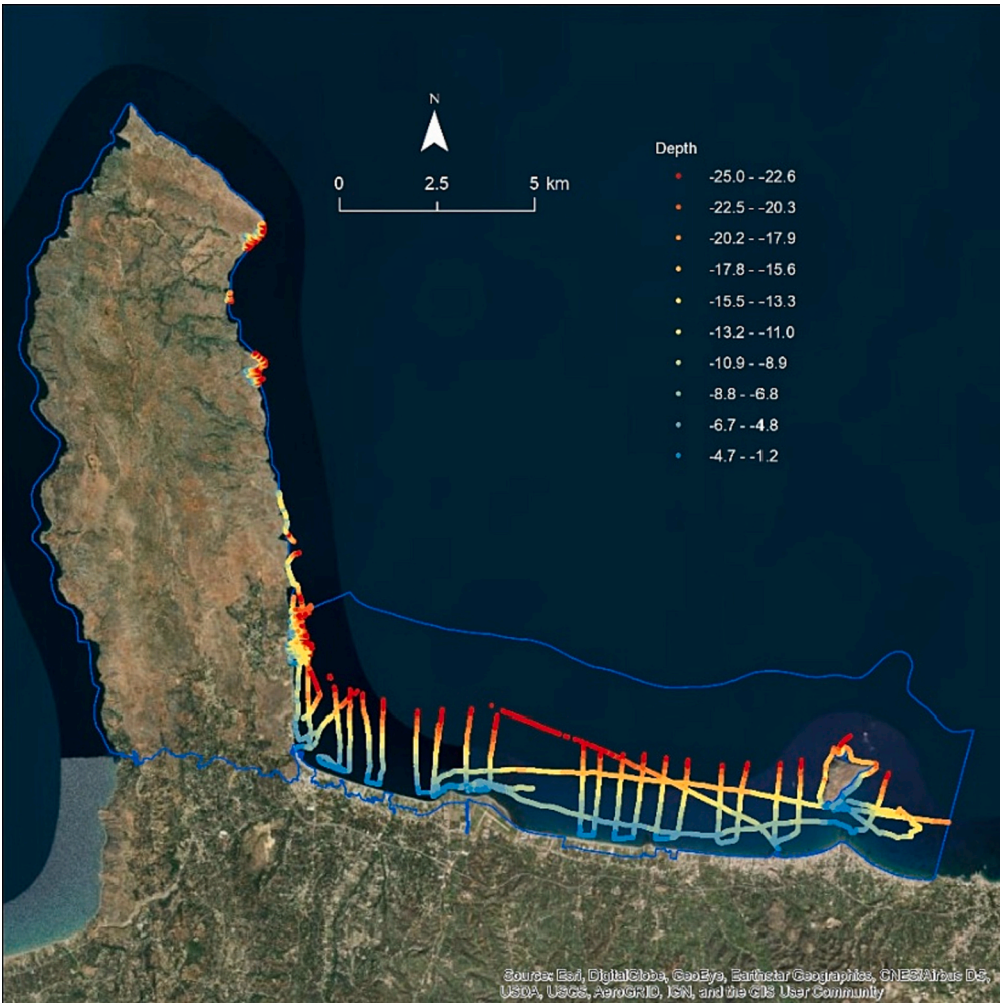 N
0 2.5 5 km
Depth
-25.0 - -22.6
-22.5 - -20.3
-20.2 - -17.9
-17.8 - -15.6
-15.5 - -13.3
-13.2 - -11.0
-10.9 - -8.9
-8.8 - -6.8
-6.7 - -4.8
-4.7 - -1.2
Source: Esri, DigitalGlobe, GeoEye, Earthstar Geographics, CNES/Airbus DS,
USDA, USGS, AeroGRID, IGN, and the GIS User Community